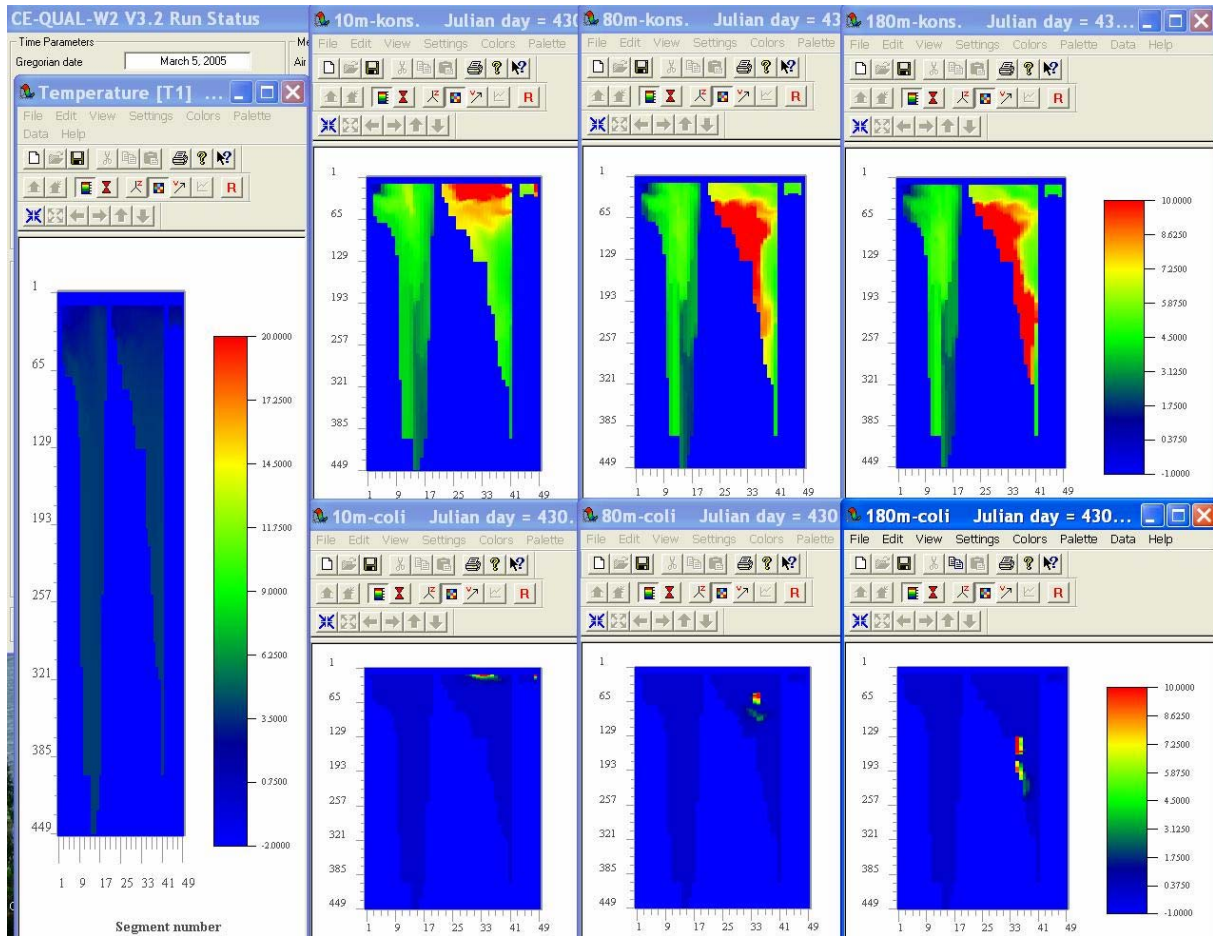 CE-QUAL-W2 V3.2 Run Status
Time Parameters
Gregorian date
March 5, 2005
Air
Temperature [T1] ...
File Edit View Settings Colors Palette
Data Help
R
1
65
129
193
257
321
385
449
1 9 17 25 33 41 49
Segment number
20.0000
17.2500
14.5000
11.7500
9.0000
6.2500
3.5000
0.7500
-2.0000
10m-kons. Julian day = 430
File Edit View Settings Colors Palette
R
1
65
129
193
257
321
385
449
1 9 17 25 33 41 49
80m-kons. Julian day = 43
File Edit View Settings Colors Palette
R
1
65
129
193
257
321
385
449
1 9 17 25 33 41 49
180m-kons. Julian day = 43...
File Edit View Settings Colors Palette Data Help
R
1
65
129
193
257
321
385
449
1 9 17 25 33 41 49
10.0000
8.6250
7.2500
5.8750
4.5000
3.1250
1.7500
0.3750
-1.0000
10m-coli Julian day = 430.
File Edit View Settings Colors Palette
R
1
65
129
193
257
321
385
449
1 9 17 25 33 41 49
80m-coli Julian day = 430
File Edit View Settings Colors Palette
R
1
65
129
193
257
321
385
449
1 9 17 25 33 41 49
180m-coli Julian day = 430...
File Edit View Settings Colors Palette Data Help
R
1
65
129
193
257
321
385
449
1 9 17 25 33 41 49
10.0000
8.6250
7.2500
5.8750
4.5000
3.1250
1.7500
0.3750
-1.0000